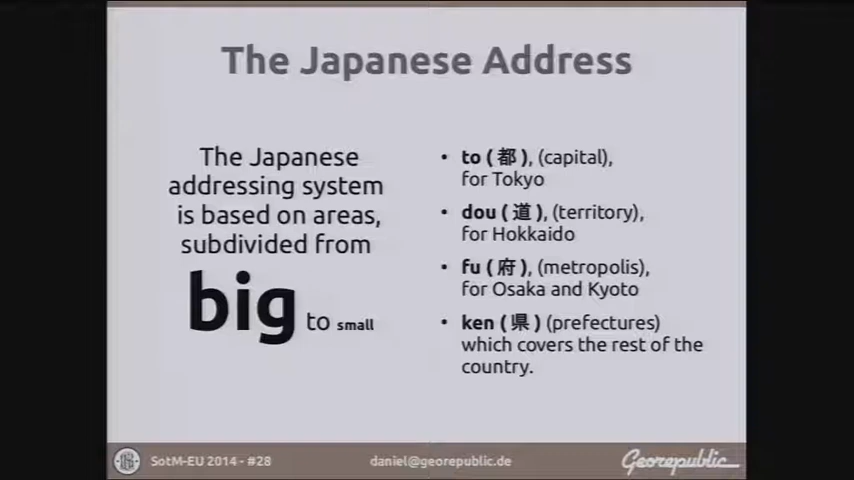 The Japanese Address
The Japanese
addressing system
is based on areas,
subdivided from
big to small
• to ( 都 ), (capital),
for Tokyo
• dou ( 道 ), (territory),
for Hokkaido
• fu ( 府 ), (metropolis),
for Osaka and Kyoto
• ken ( 県 ) (prefectures)
which covers the rest of the
country.
SotM-EU 2014 - #28
daniel@georepublic.de
Georepublic